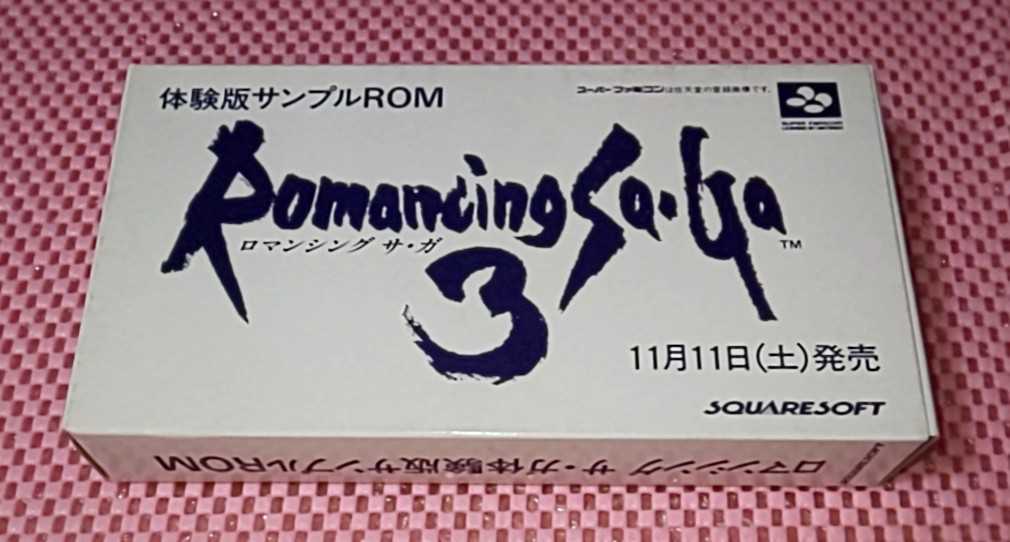 体験版サンプルROM
スーパーファミコンは任天堂の登録商標です。
SUPER FAMICOM
Romancing Sa・Ga
ロマンシング サ・ガ
TM
3
11月11日(土)発売
SQUARESOFT
ロマンシング サ・ガ体験版サンプルROM